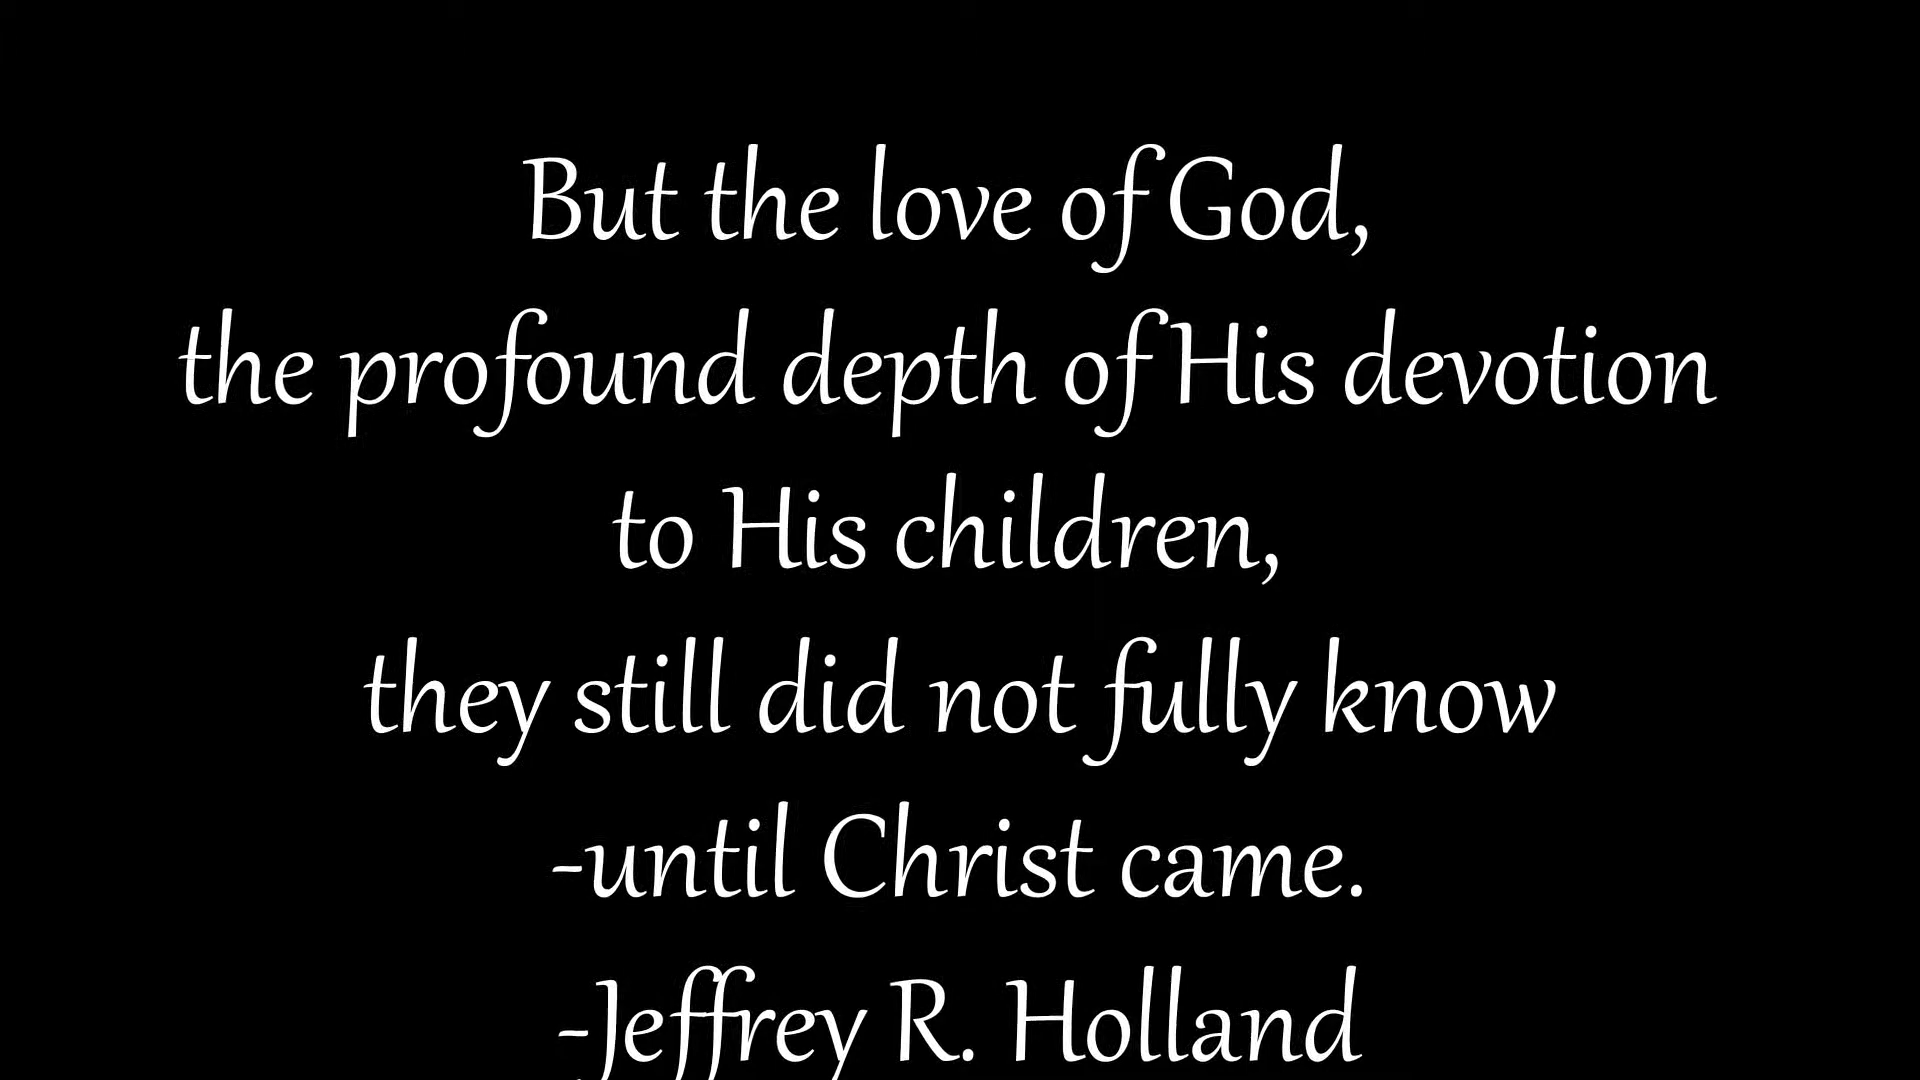 But the love of God,
the profound depth of His devotion
to His children,
they still did not fully know
-until Christ came.
-Jeffrey R. Holland